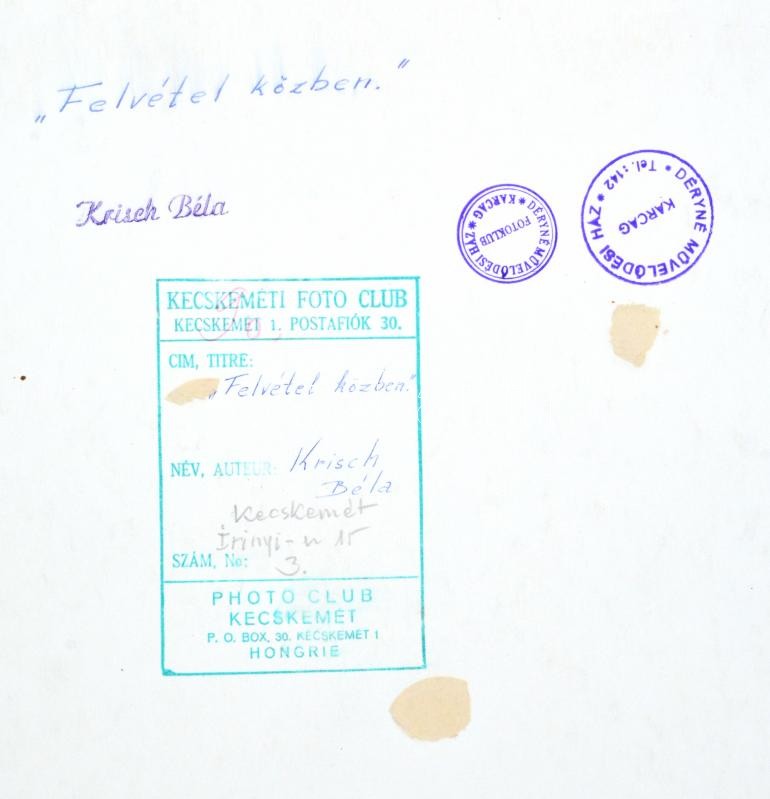 „Felvétel közben."
Krisch Béla
DÉRYNÉ MŰVELŐDÉSI HÁZ * KARCAG *
FOTOKLUB
DÉRYNÉ MŰVELŐDÉSI HÁZ * Tel.: 142 *
KARCAG
KECSKEMÉTI FOTO CLUB
KECSKEMÉT 1. POSTAFIÓK 30.
CIM, TITRE:
„Felvétel közben."
NÉV, AUTEUR: Krisch
Béla
Kecskemét
Irinyi-u 15
SZÁM, No: 3.
PHOTO CLUB
KECSKEMÉT
P. O. BOX, 30. KECSKEMÉT 1
HONGRIE